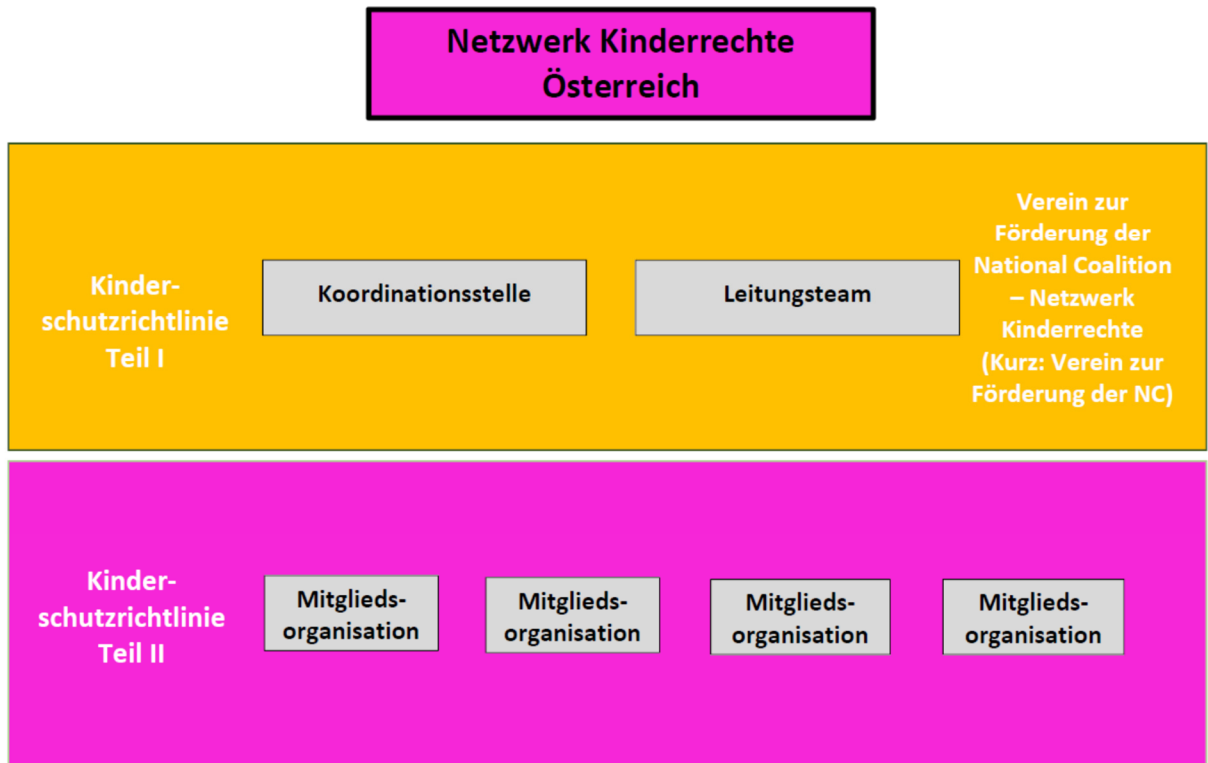 Netzwerk Kinderrechte
Österreich
Kinder-
schutzrichtlinie
Teil I
Koordinationsstelle
Leitungsteam
Verein zur
Förderung der
National Coalition
– Netzwerk
Kinderrechte
(Kurz: Verein zur
Förderung der NC)
Kinder-
schutzrichtlinie
Teil II
Mitglieds-
organisation
Mitglieds-
organisation
Mitglieds-
organisation
Mitglieds-
organisation